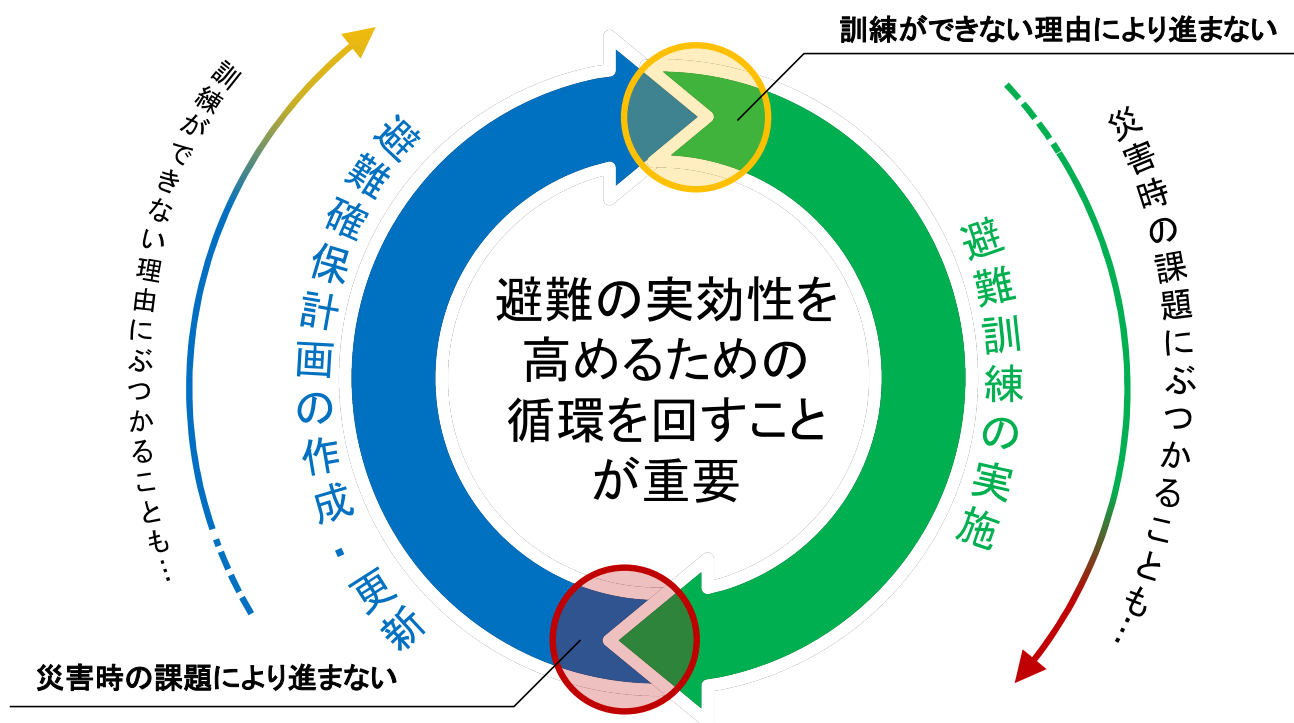 訓練ができない理由により進まない
訓練ができない理由にぶつかることも…
避難確保計画の作成・更新
避難の実効性を
高めるための
循環を回すこと
が重要
避難訓練の実施
災害時の課題にぶつかることも…
災害時の課題により進まない